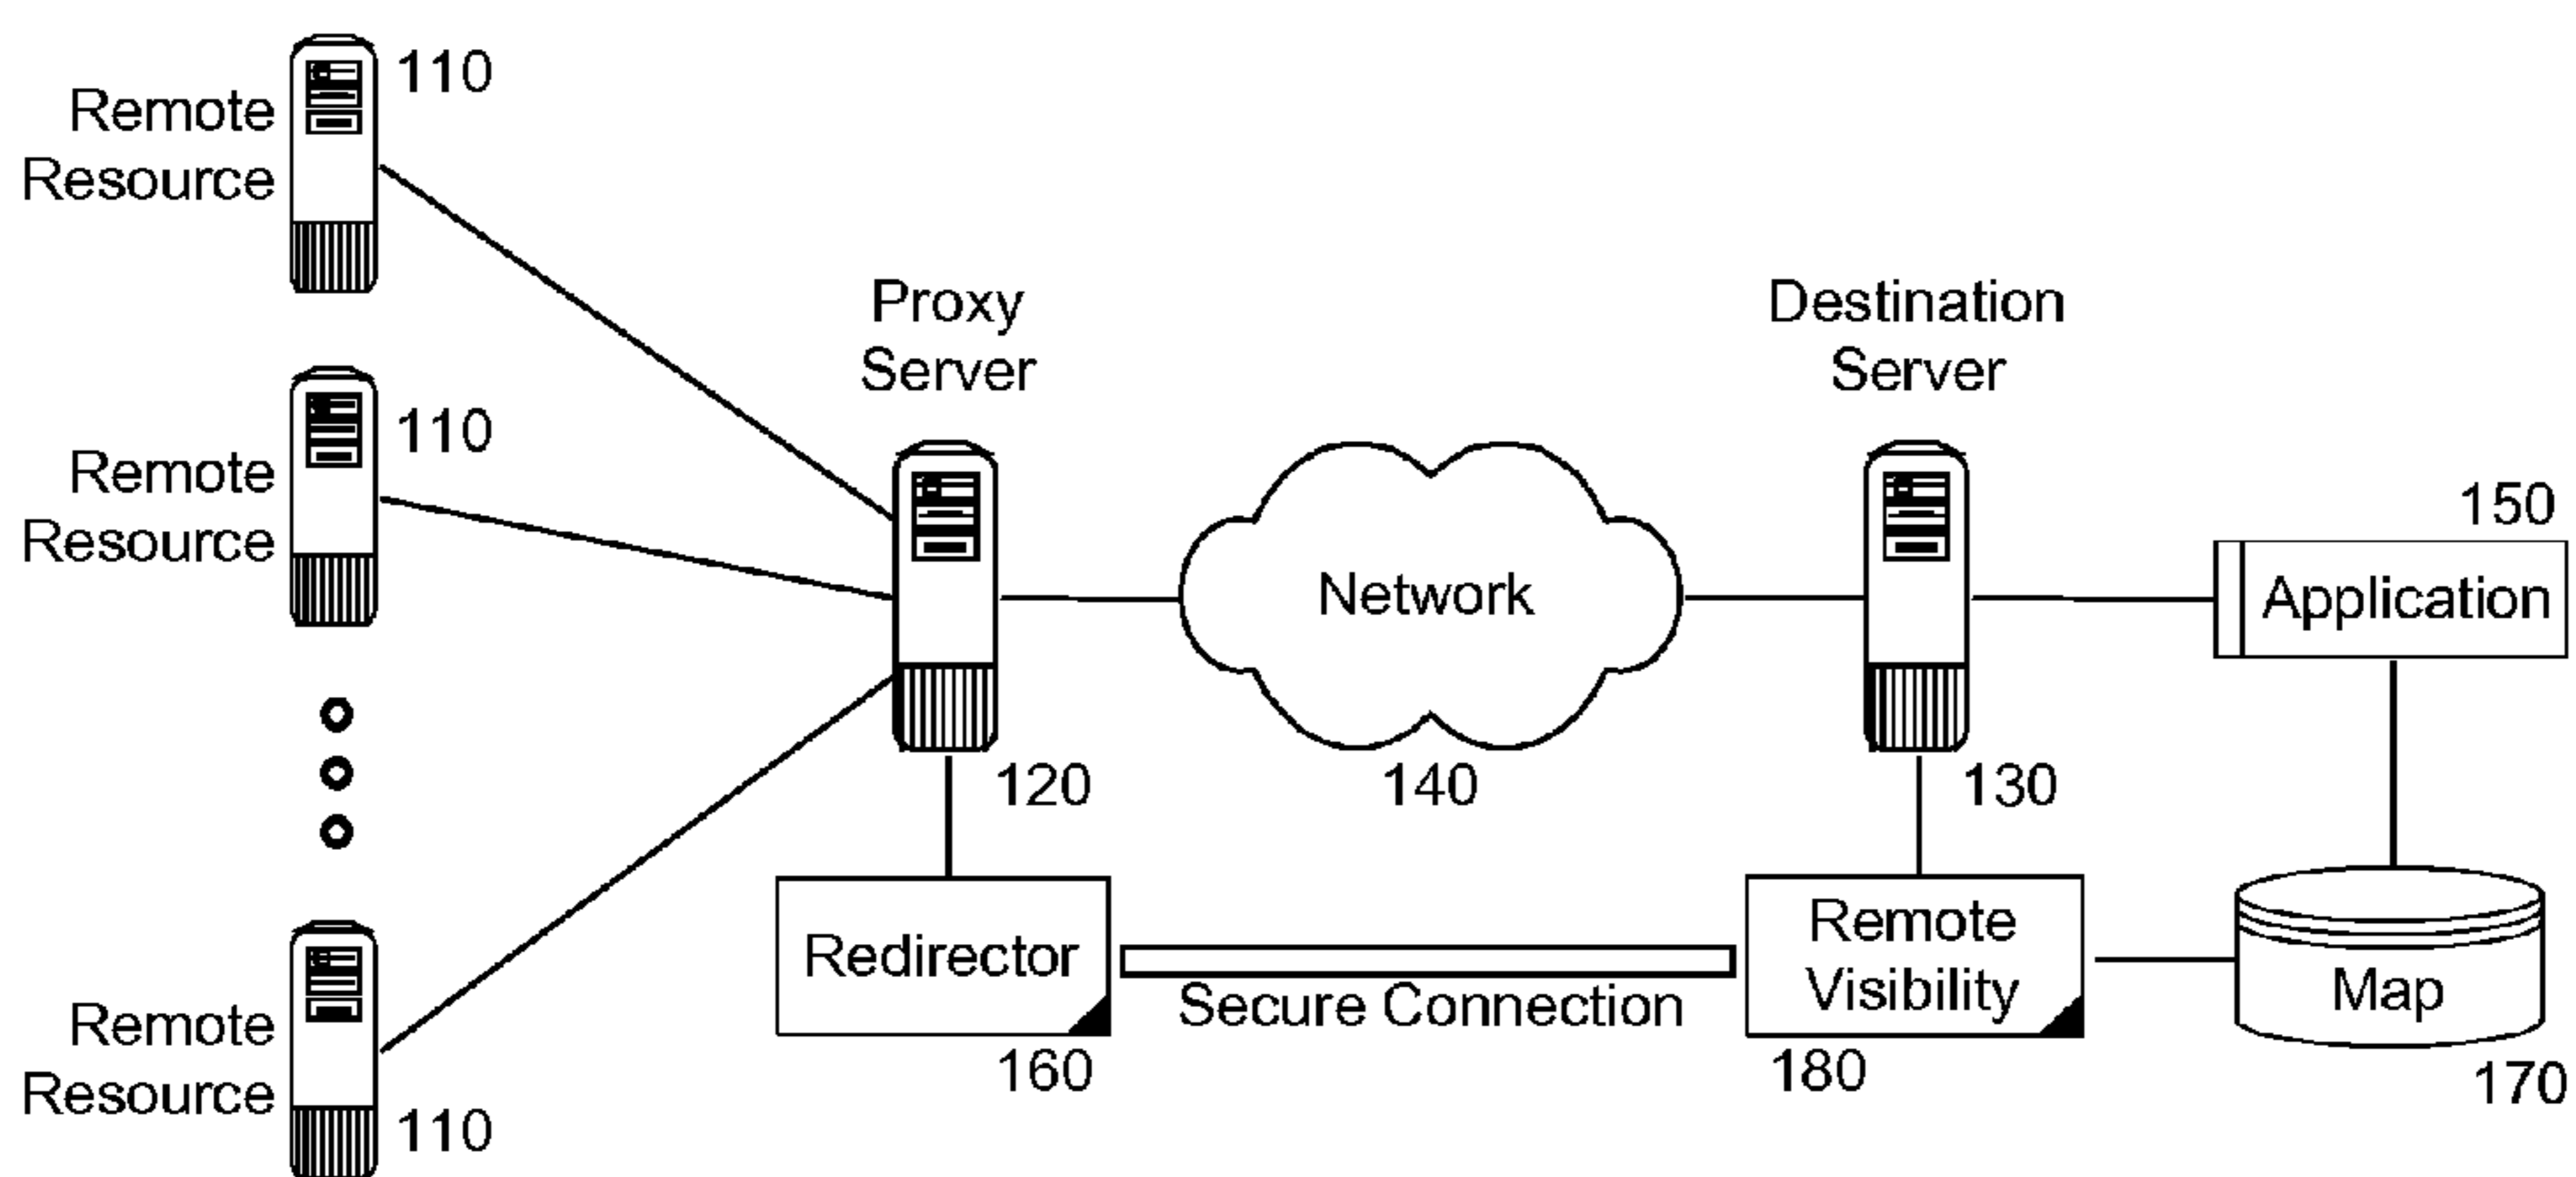 110
Remote
Resource
Proxy
Server
Destination
Server
110
Remote
Resource
150
Network
Application
120
140
130
Redirector
Secure Connection
Remote
Visibility
Map
160
180
170
Remote
Resource
110